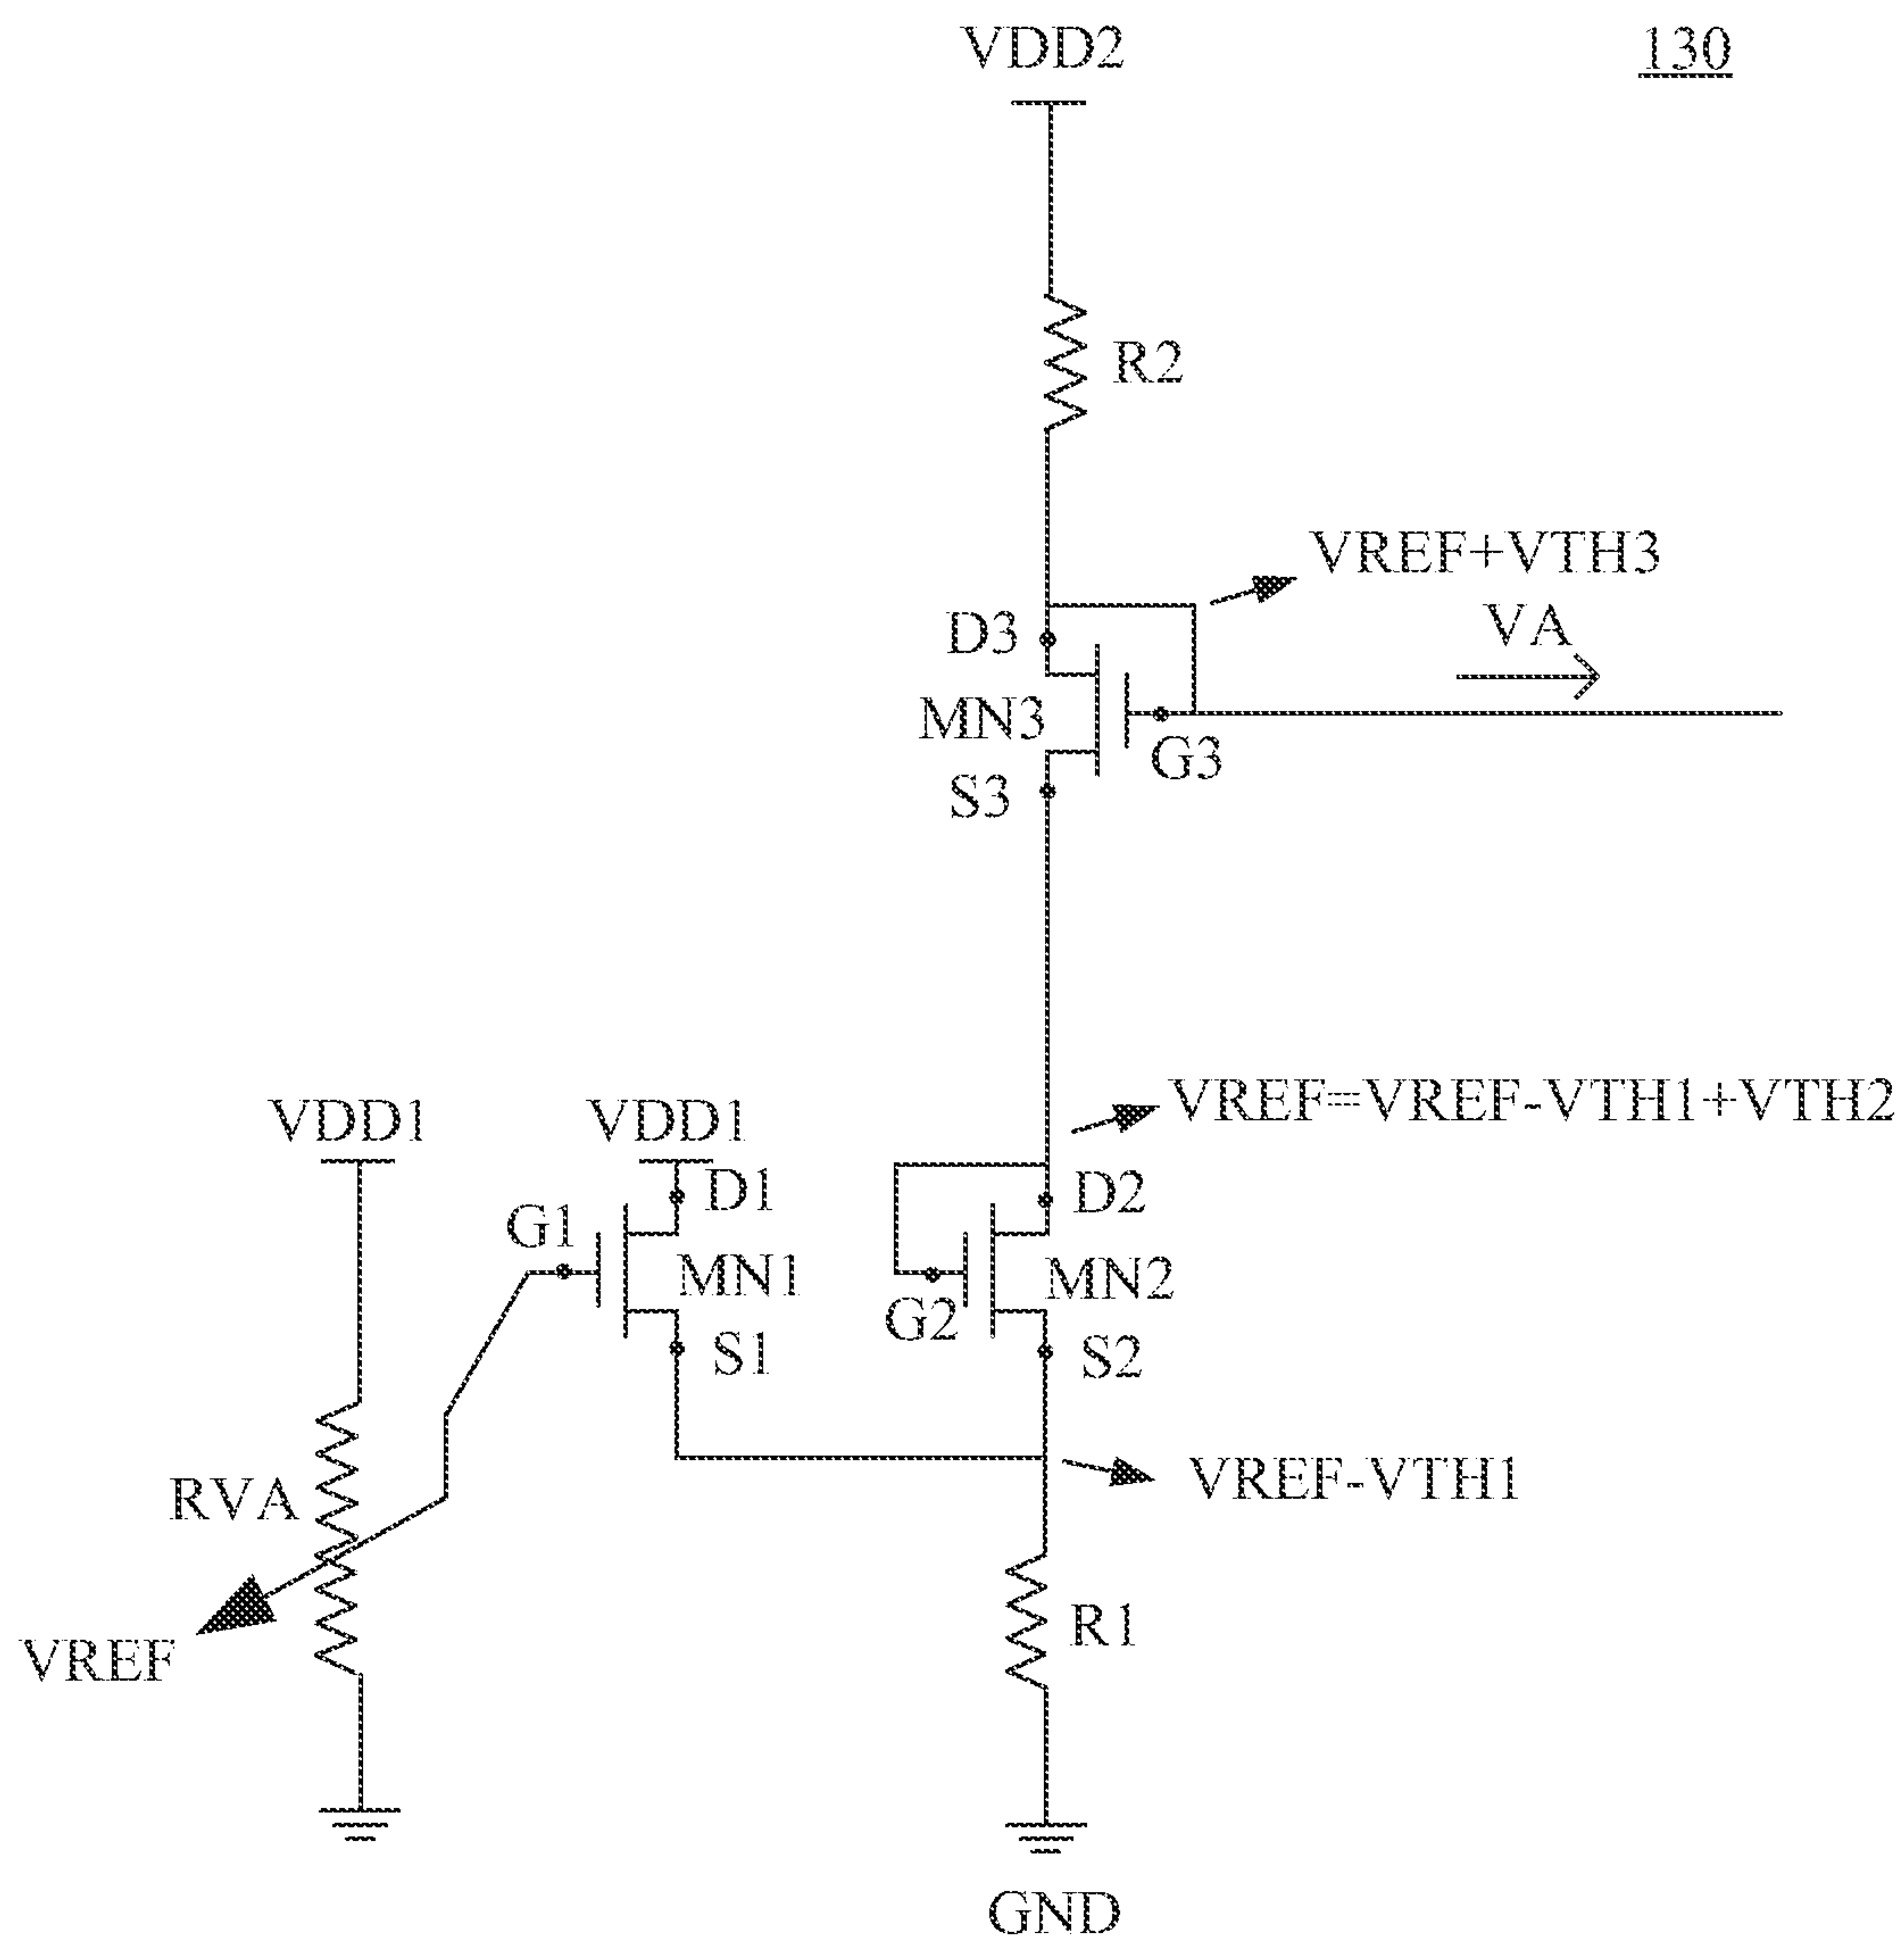 VDD2
130
R2
VREF+VTH3
VA
D3
MN3
G3
S3
VREF=VREF-VTH1+VTH2
VDD1
VDD1
D1
D2
G1
MN1
MN2
G2
S1
S2
VREF-VTH1
RVA
R1
VREF
GND